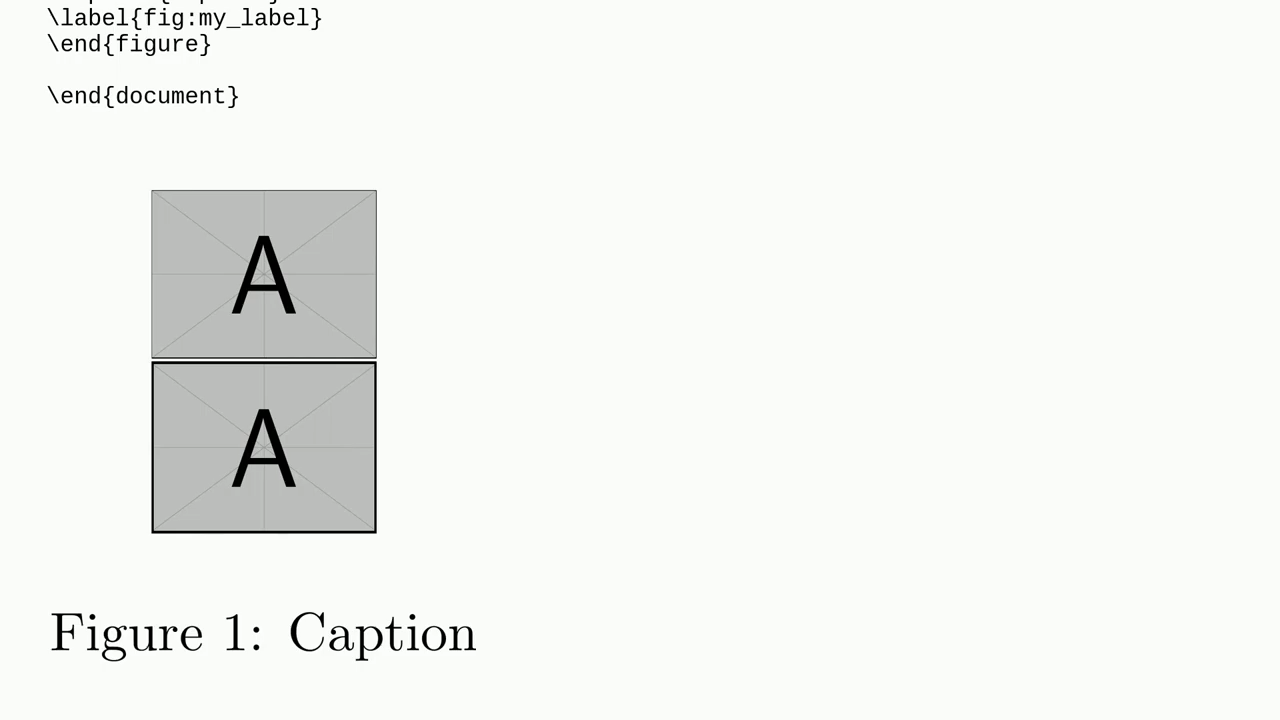 \label{fig:my_label}
\end{figure}
\end{document}
A
A
Figure 1: Caption